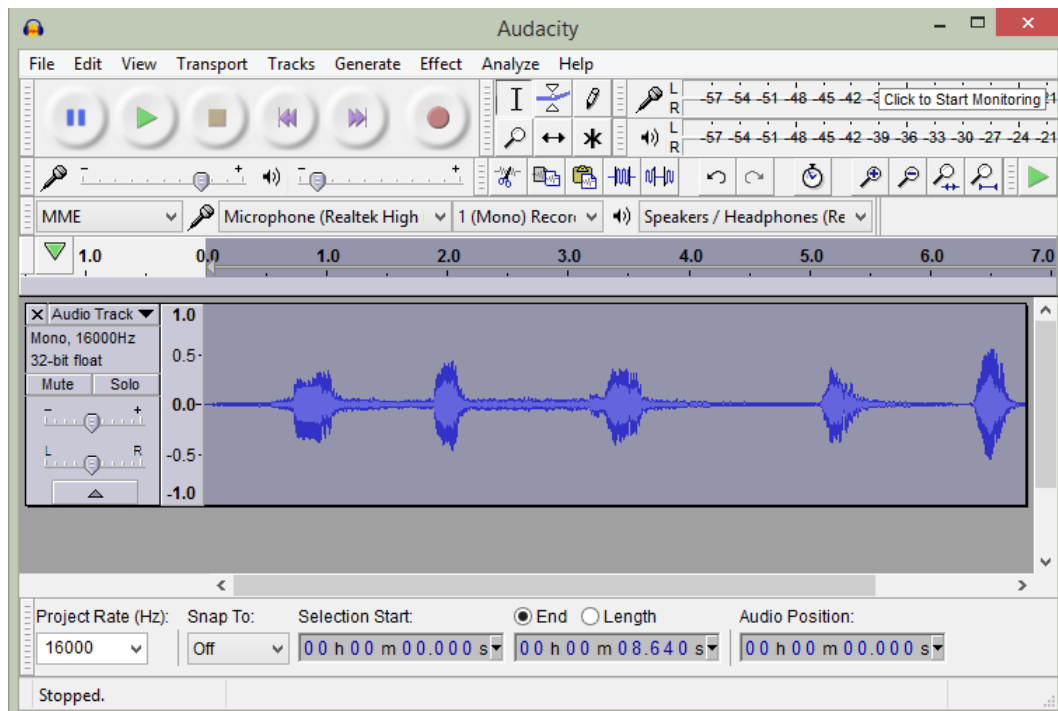 Audacity
File Edit View Transport Tracks Generate Effect Analyze Help
L
R
-57 -54 -51 -48 -45 -42 Click to Start Monitoring
L
R
-57 -54 -51 -48 -45 -42 -39 -36 -33 -30 -27 -24 -21
MME Microphone (Realtek High 1 (Mono) Recor Speakers / Headphones (Re
1.0 0.0 1.0 2.0 3.0 4.0 5.0 6.0 7.0
X Audio Track 1.0
Mono, 16000Hz
32-bit float 0.5
Mute Solo
- + 0.0
L R -0.5
-1.0
Project Rate (Hz): Snap To: Selection Start: End Length Audio Position:
16000 Off 00 h 00 m 00.000 s 00 h 00 m 08.640 s 00 h 00 m 00.000 s
Stopped.